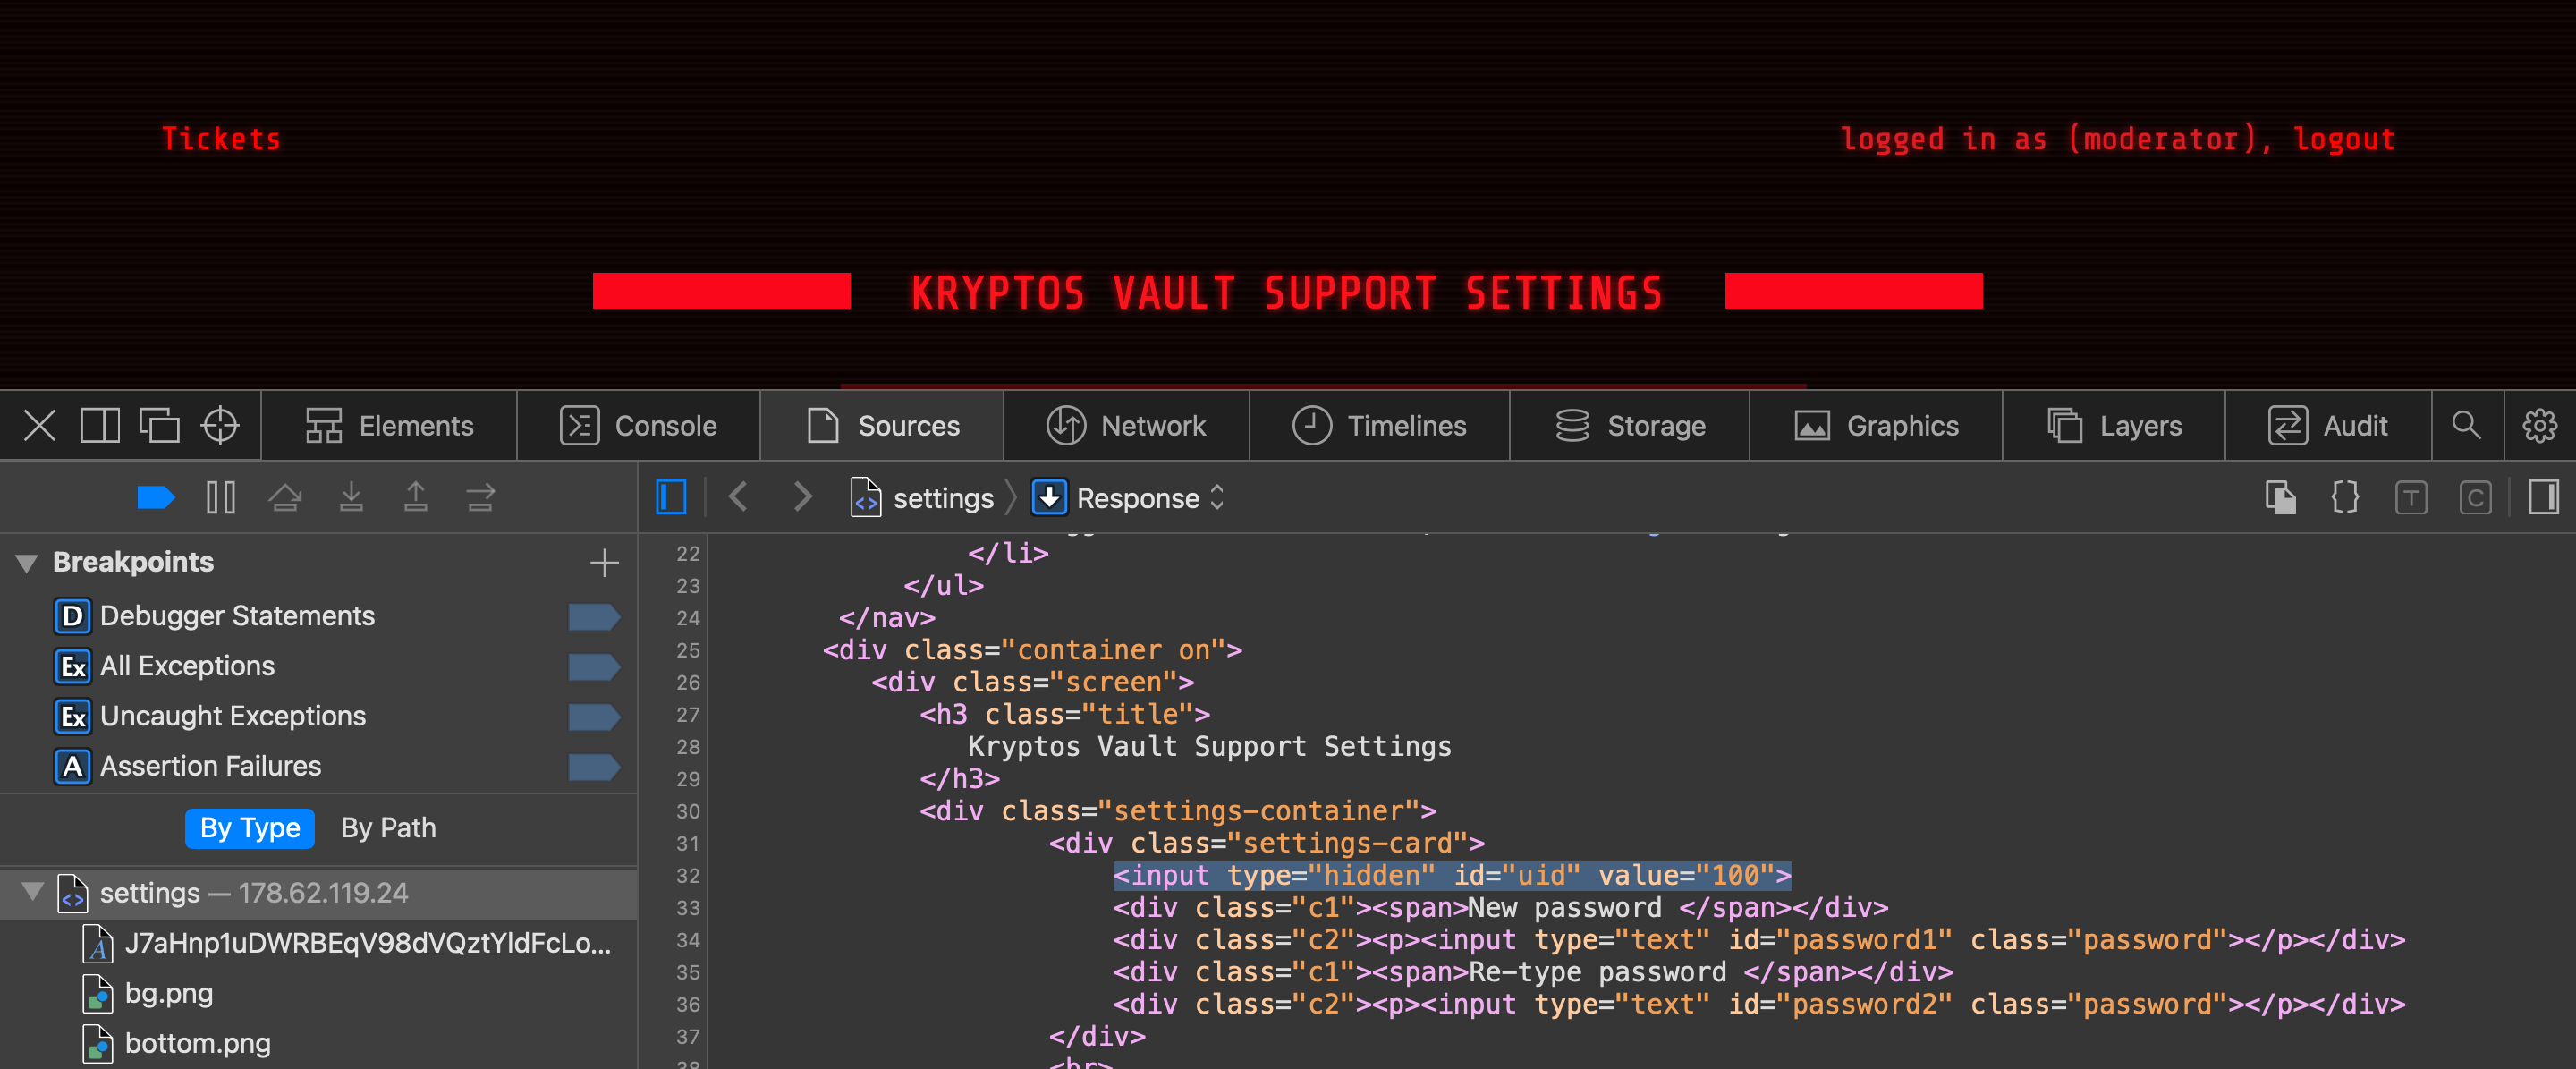 Tickets
logged in as (moderator), logout
KRYPTOS VAULT SUPPORT SETTINGS
Elements
Console
Sources
Network
Timelines
Storage
Graphics
Layers
Audit
settings
Response
T
C
Breakpoints
D Debugger Statements
Ex All Exceptions
Ex Uncaught Exceptions
A Assertion Failures
By Type By Path
settings — 178.62.119.24
J7aHnp1uDWRBEqV98dVQztYldFcLo...
bg.png
bottom.png
22 </li>
23 </ul>
24 </nav>
25 <div class="container on">
26 <div class="screen">
27 <h3 class="title">
28 Kryptos Vault Support Settings
29 </h3>
30 <div class="settings-container">
31 <div class="settings-card">
32 <input type="hidden" id="uid" value="100">
33 <div class="c1"><span>New password </span></div>
34 <div class="c2"><p><input type="text" id="password1" class="password"></p></div>
35 <div class="c1"><span>Re-type password </span></div>
36 <div class="c2"><p><input type="text" id="password2" class="password"></p></div>
37 </div>
38 <br>